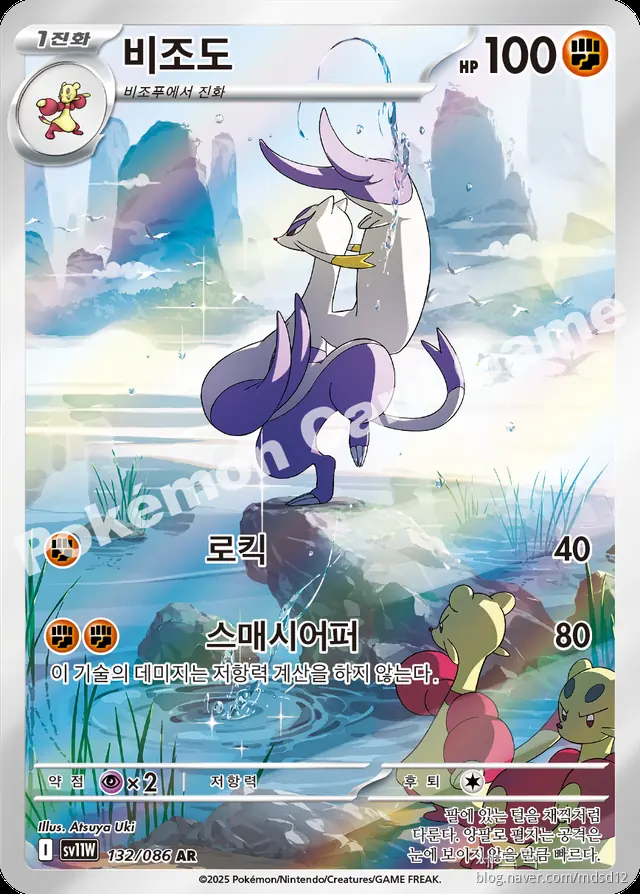 1진화
비조도
HP 100
비조푸에서 진화
Pokémon Card Game
로킥 40
스매시어퍼 80
이 기술의 데미지는 지항력 계산을 하지 않는다.
약점 ×2 저항력 후퇴
팔에 있는 털을 채찍처럼
다룬다. 양팔로 펼치는 공격은
눈에 보이지 않을 만큼 빠르다.
Illus. Atsuya Uki
I sv11W 132/086 AR
blog.naver.com/mdsd12
©2025 Pokémon/Nintendo/Creatures/GAME FREAK.